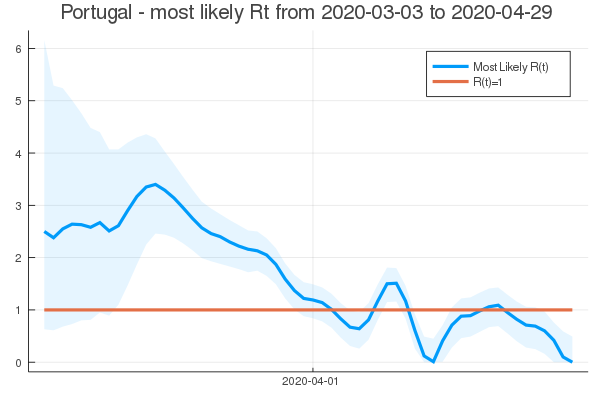 Portugal - most likely Rt from 2020-03-03 to 2020-04-29
6
5
4
3
2
1
0
Most Likely R(t)
R(t)=1
2020-04-01